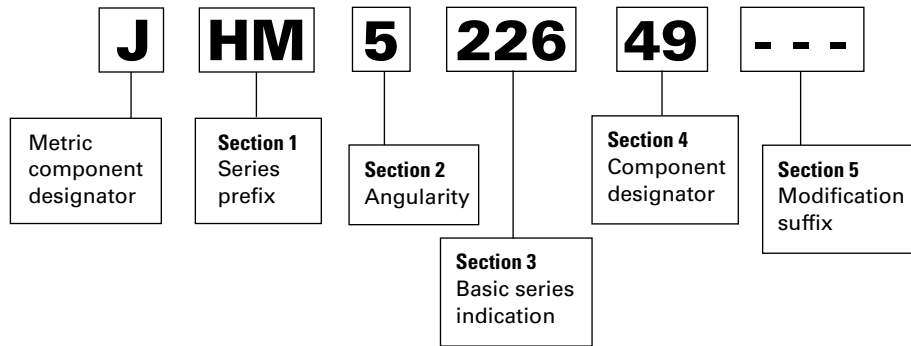 J HM 5 226 49 - - -
Metric
component
designator
Section 1
Series
prefix
Section 2
Angularity
Section 3
Basic series
indication
Section 4
Component
designator
Section 5
Modification
suffix